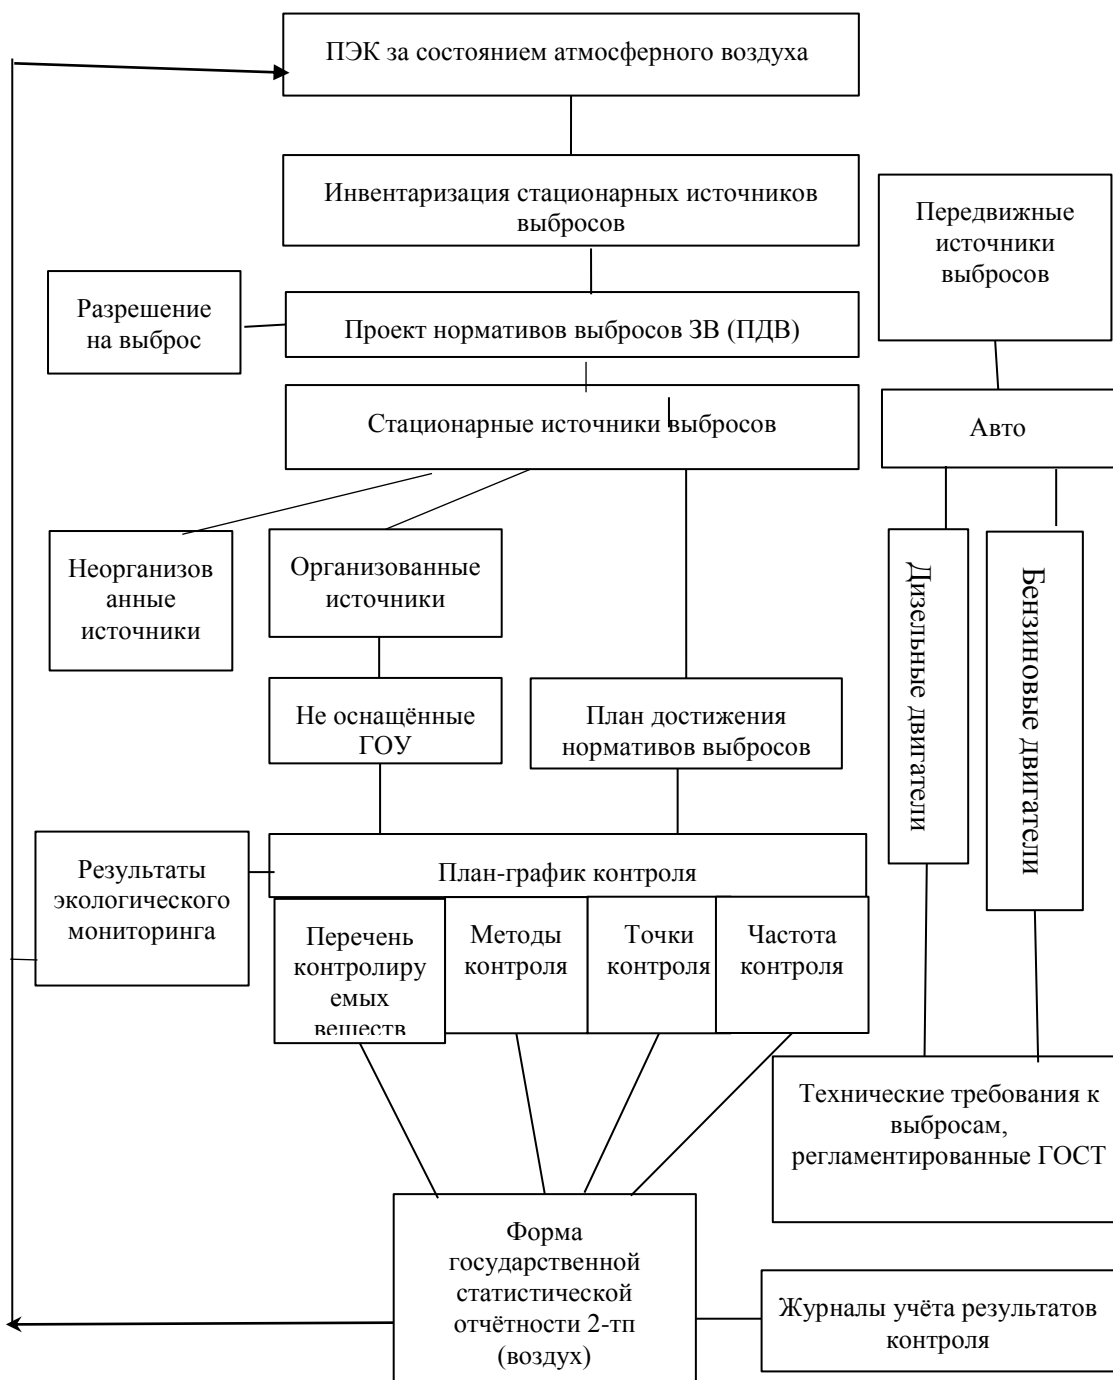 ПЭК за состоянием атмосферного воздуха
Инвентаризация стационарных источников
выбросов
Передвижные
источники
выбросов
Разрешение
на выброс
Проект нормативов выбросов ЗВ (ПДВ)
Стационарные источники выбросов
Авто
Неорганизов
анные
источники
Организованные
источники
Дизельные двигатели
Бензиновые двигатели
Не оснащённые
ГОУ
План достижения
нормативов выбросов
Результаты
экологического
мониторинга
План-график контроля
Перечень
контролиру
емых
веществ
Методы
контроля
Точки
контроля
Частота
контроля
Технические требования к
выбросам,
регламентированные ГОСТ
Форма
государственной
статистической
отчётности 2-тп
(воздух)
Журналы учёта результатов
контроля